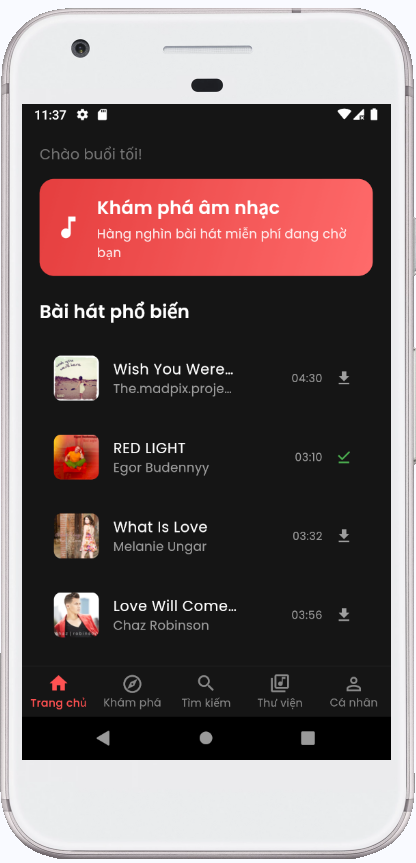 11:37
Chào buổi tối!
Khám phá âm nhạc
Hàng nghìn bài hát miễn phí đang chờ
bạn
Bài hát phổ biến
Wish You Were…
The.madpix.proje…
04:30
RED LIGHT
Egor Budennyy
03:10
What Is Love
Melanie Ungar
03:32
Love Will Come…
Chaz Robinson
03:56
Trang chủ
Khám phá
Tìm kiếm
Thư viện
Cá nhân